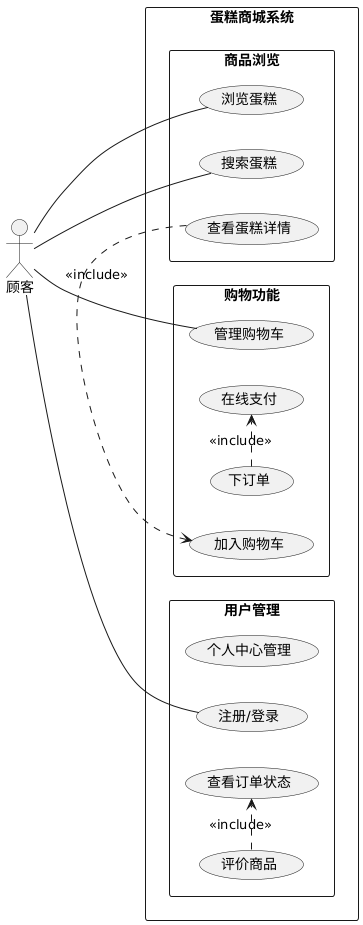 蛋糕商城系统
商品浏览
浏览蛋糕
搜索蛋糕
查看蛋糕详情
顾客
«include»
购物功能
管理购物车
在线支付
«include»
下订单
加入购物车
用户管理
个人中心管理
注册/登录
查看订单状态
«include»
评价商品